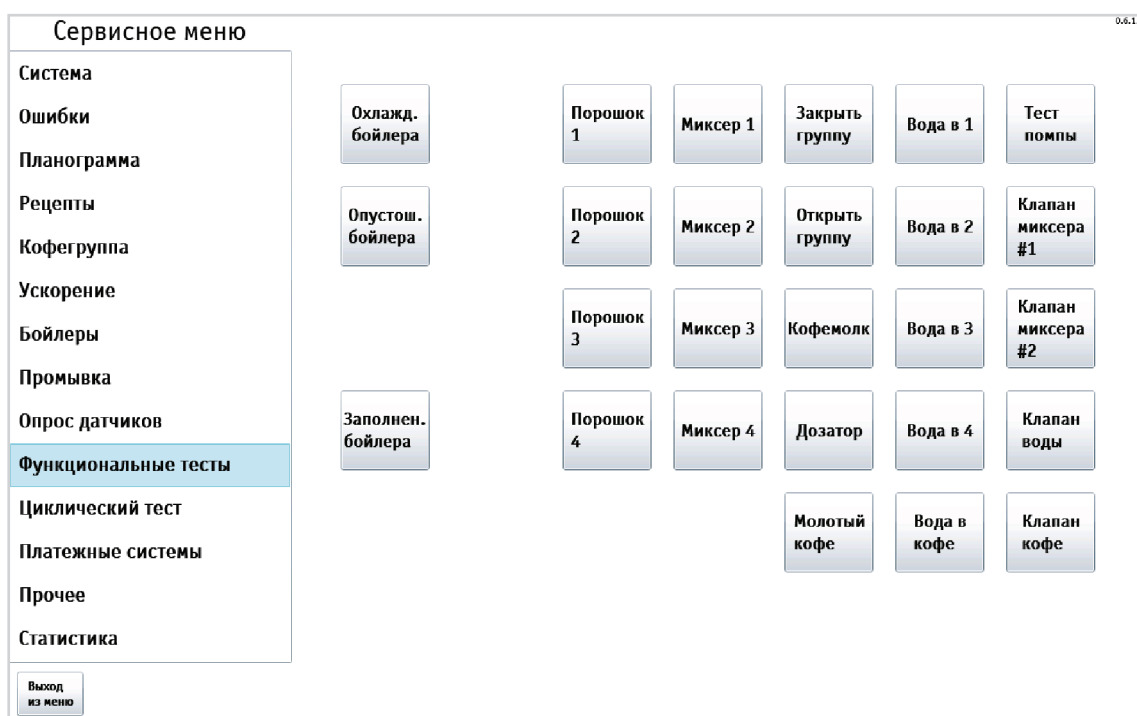 Сервисное меню
0.6.1
Система
Ошибки
Планограмма
Рецепты
Кофегруппа
Ускорение
Бойлеры
Промывка
Опрос датчиков
Функциональные тесты
Циклический тест
Платежные системы
Прочее
Статистика
Выход
из меню
Охлажд.
бойлера
Порошок
1
Миксер 1
Закрыть
группу
Вода в 1
Тест
помпы
Опустош.
бойлера
Порошок
2
Миксер 2
Открыть
группу
Вода в 2
Клапан
миксера
#1
Порошок
3
Миксер 3
Кофемолк
Вода в 3
Клапан
миксера
#2
Заполнен.
бойлера
Порошок
4
Миксер 4
Дозатор
Вода в 4
Клапан
воды
Молотый
кофе
Вода в
кофе
Клапан
кофе